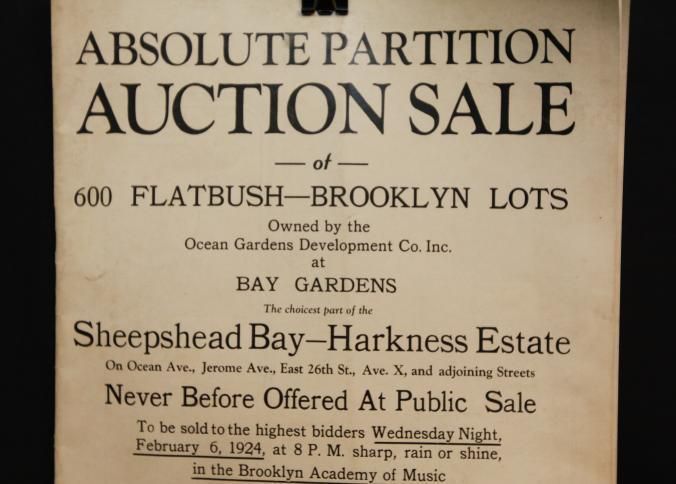 ABSOLUTE PARTITION
AUCTION SALE
— of —
600 FLATBUSH—BROOKLYN LOTS
Owned by the
Ocean Gardens Development Co. Inc.
at
BAY GARDENS
The choicest part of the
Sheepshead Bay—Harkness Estate
On Ocean Ave., Jerome Ave., East 26th St., Ave. X, and adjoining Streets
Never Before Offered At Public Sale
To be sold to the highest bidders Wednesday Night,
February 6, 1924, at 8 P. M. sharp, rain or shine,
in the Brooklyn Academy of Music